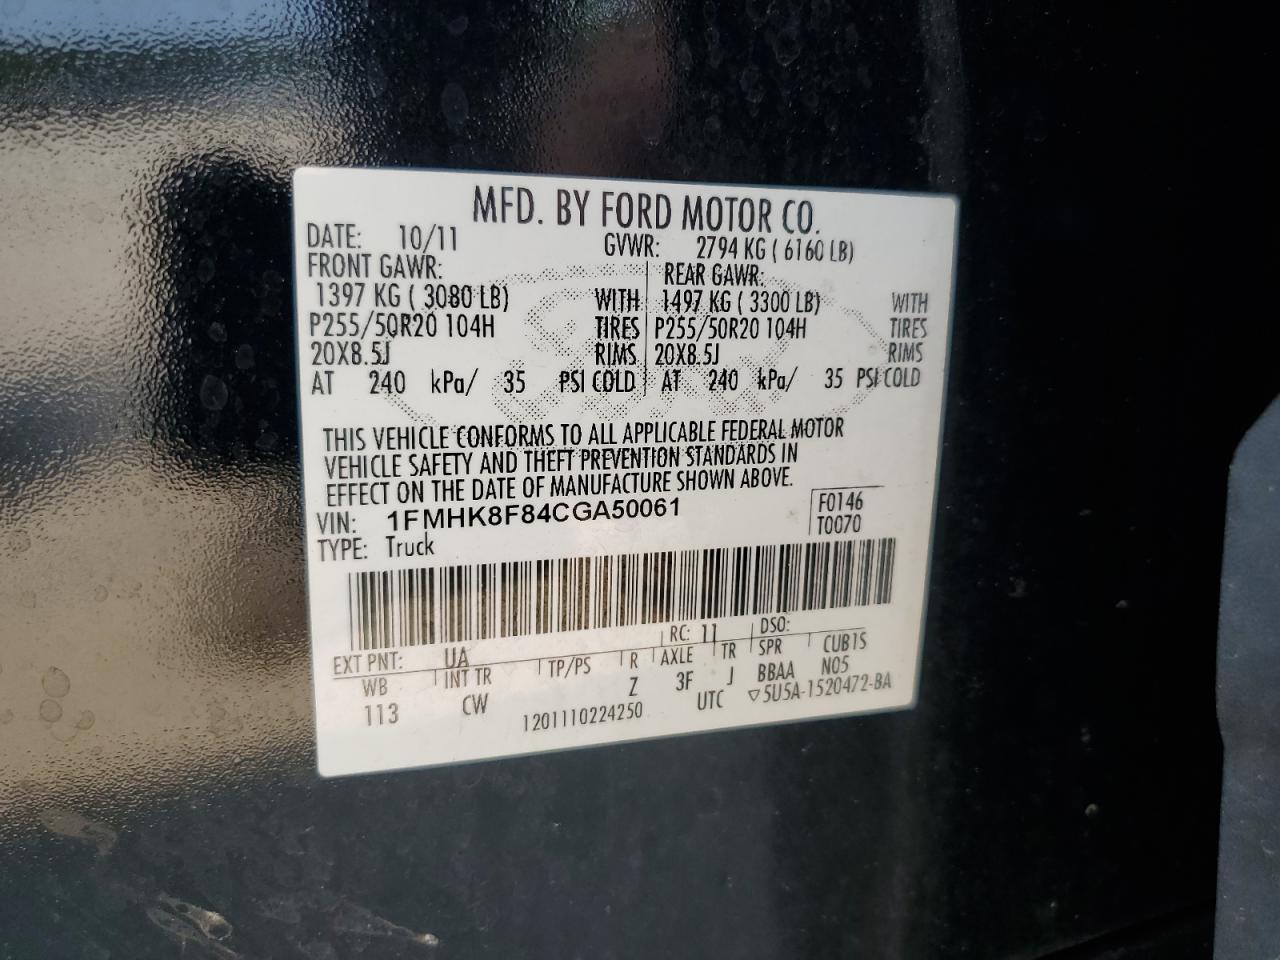 MFD. BY FORD MOTOR CO.
DATE: 10/11 GVWR: 2794 KG ( 6160 LB)
FRONT GAWR: REAR GAWR:
1397 KG ( 3080 LB) WITH 1497 KG ( 3300 LB) WITH
P255/50R20 104H TIRES P255/50R20 104H TIRES
20X8.5J RIMS 20X8.5J RIMS
AT 240 kPa/ 35 PSI COLD AT 240 kPa/ 35 PSI COLD
THIS VEHICLE CONFORMS TO ALL APPLICABLE FEDERAL MOTOR
VEHICLE SAFETY AND THEFT PREVENTION STANDARDS IN
EFFECT ON THE DATE OF MANUFACTURE SHOWN ABOVE.
VIN: 1FMHK8F84CGA50061 F0146
TYPE: Truck T0070
EXT PNT: UA RC: 11 DSO:
WB INT TR TP/PS R AXLE TR SPR CUB1S
113 CW Z 3F J BBAA N05
1201110224250 UTC ▽5U5A-1520472-BA